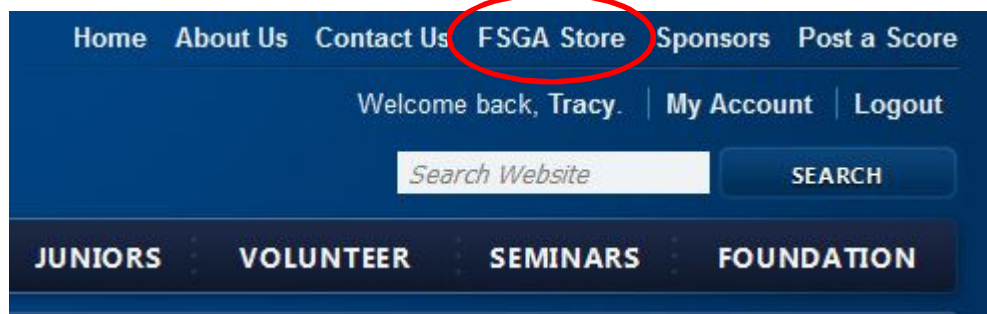 Home About Us Contact Us FSGA Store Sponsors Post a Score
Welcome back, Tracy. My Account Logout
Search Website SEARCH
JUNIORS VOLUNTEER SEMINARS FOUNDATION